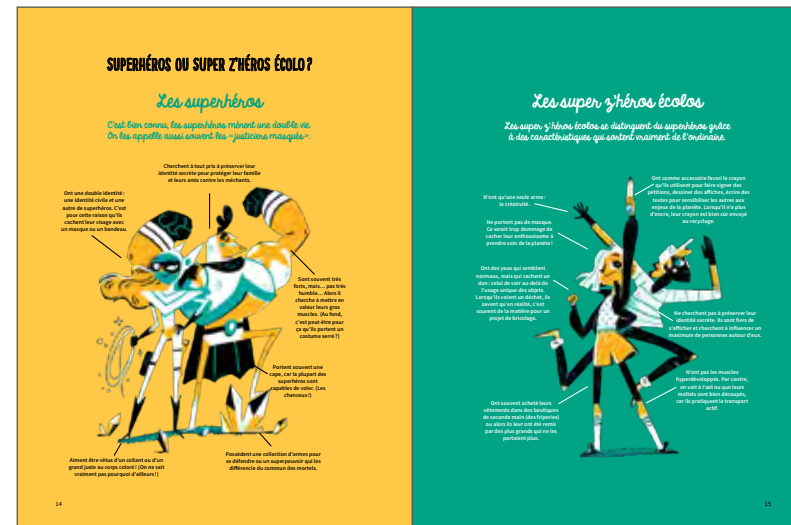 SUPERHÉROS OU SUPER Z'HÉROS ÉCOLO?
Les superhéros
C'est bien connu, les superhéros mènent une double vie.
On les appelle aussi souvent les «justiciers masqués».
Cherchent à tout prix à préserver leur
identité secrète pour protéger leur famille
et leurs amis contre les méchants.
Ont une double identité :
une identité civile et une
autre de superhéros. C'est
pour cette raison qu'ils
cachent leur visage avec
un masque ou un bandeau.
Sont souvent très
forts, mais… pas très
humble… Alors il
cherche à mettre en
valeur leur gros
muscles. (Au fond,
c'est peut-être pour
ça qu'ils portent un
costume serré ?)
Portent souvent une
cape, car la plupart des
superhéros sont
capables de voler. (Les
chanceux !)
Aiment être vêtus d'un collant ou d'un
grand juste au corps coloré ! (On ne sait
vraiment pas pourquoi d'ailleurs !)
Possèdent une collection d'armes pour
se défendre ou un superpouvoir qui les
différencie du commun des mortels.
14
Les super z'héros écolos
Les super z'héros écolos se distinguent du superhéros grâce
à des caractéristiques qui sortent vraiment de l'ordinaire.
N'ont qu'une seule arme :
la créativité.
Ont comme accessoire favori le crayon
qu'ils utilisent pour faire signer des
pétitions, dessiner des affiches, écrire des
textes pour sensibiliser les autres aux
enjeux de la planète. Lorsqu'il n'a plus
d'encre, leur crayon est bien sûr envoyé
au recyclage.
Ne portent pas de masque.
Ce serait trop dommage de
cacher leur enthousiasme à
prendre soin de la planète !
Ont des yeux qui semblent
normaux, mais qui cachent un
don : celui de voir au-delà de
l'usage unique des objets.
Lorsqu'ils voient un déchet, ils
savent qu'en réalité, c'est
souvent de la matière pour un
projet de bricolage.
Ne cherchent pas à préserver leur
identité secrète. Ils sont fiers de
s'afficher et cherchent à influencer un
maximum de personnes autour d'eux.
N'ont pas les muscles
hyperdéveloppés. Par contre,
on voit à l'œil nu que leurs
mollets sont bien découpés,
car ils pratiquent le transport
actif.
Ont souvent acheté leurs
vêtements dans des boutiques
de seconde main (des friperies)
ou alors ils leur ont été remis
par des plus grands qui ne les
portaient plus.
15